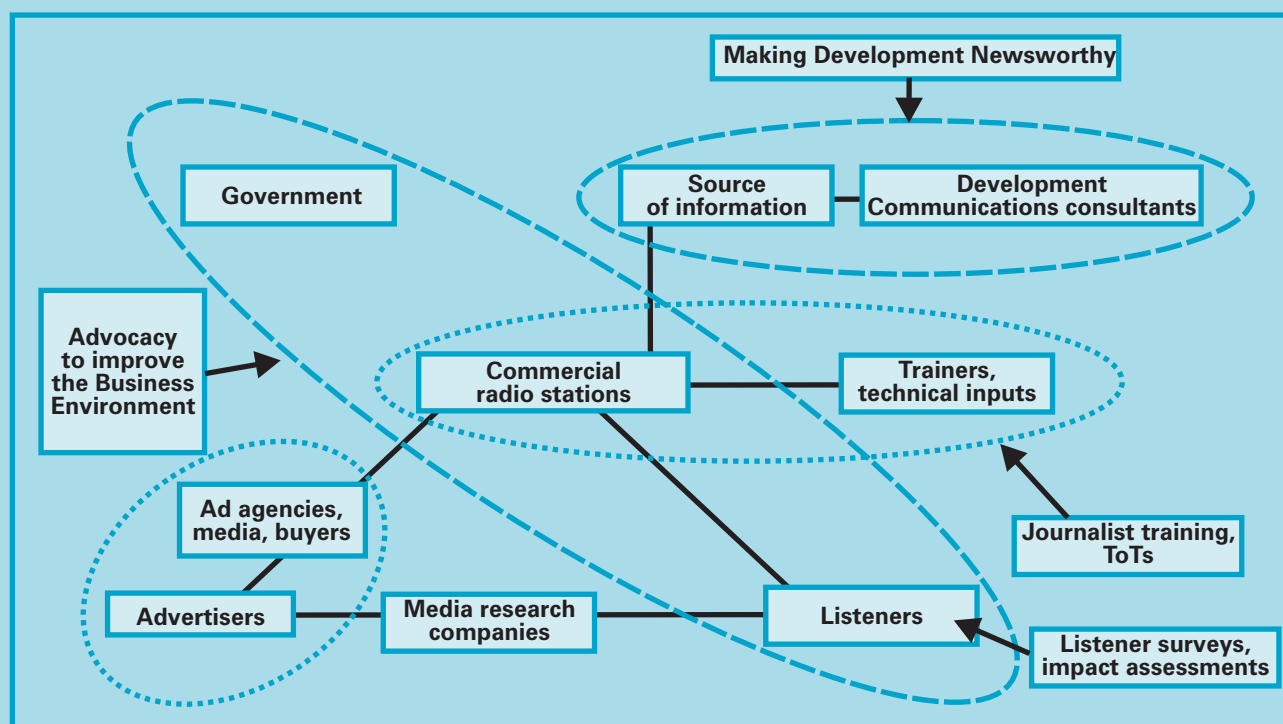 Making Development Newsworthy
Government
Source
of information
Development
Communications consultants
Advocacy
to improve
the Business
Environment
Commercial
radio stations
Trainers,
technical inputs
Ad agencies,
media, buyers
Journalist training,
ToTs
Advertisers
Media research
companies
Listeners
Listener surveys,
impact assessments